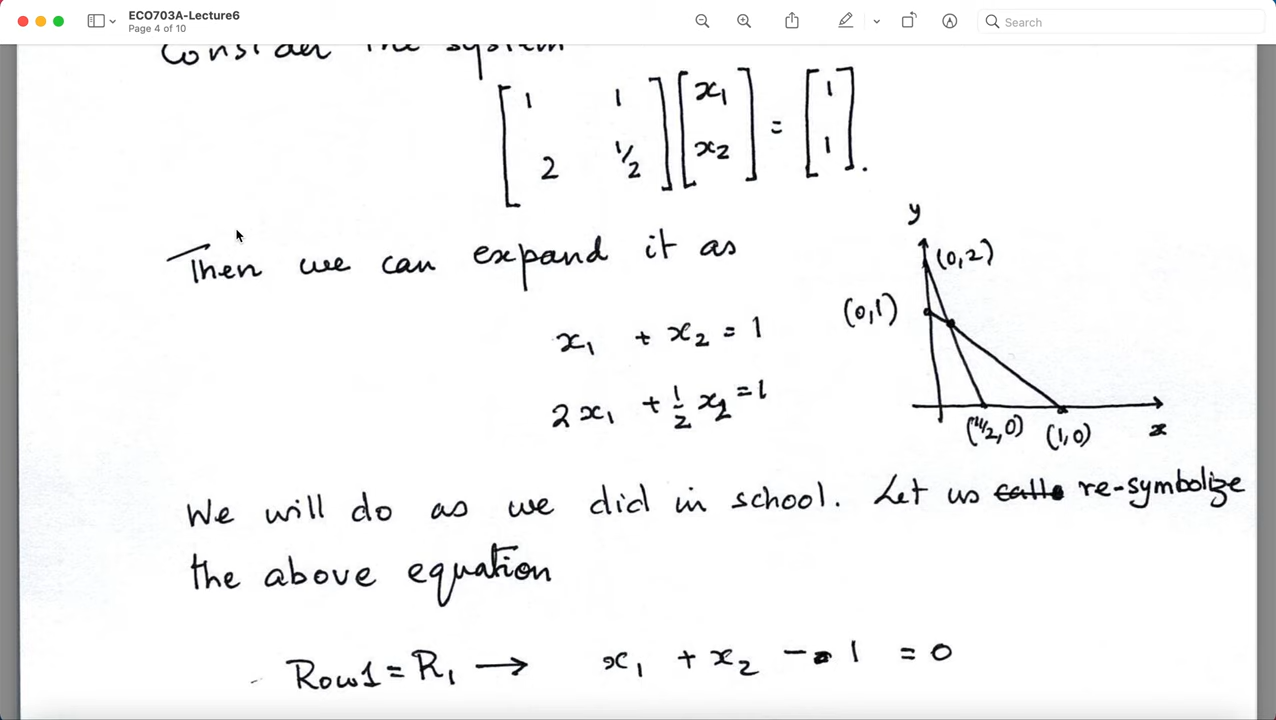 ECO703A-Lecture6
Page 4 of 10
Search
Consider the system
[1 1
2 1/2] [x1
x2] = [1
1].
Then we can expand it as
x1 + x2 = 1
2x1 + 1/2 x2 = 1
y
(0,2)
(0,1)
(1/2,0) (1,0) x
We will do as we did in school. Let us re-symbolize
the above equation
Row1 = R1 → x1 + x2 - 1 = 0